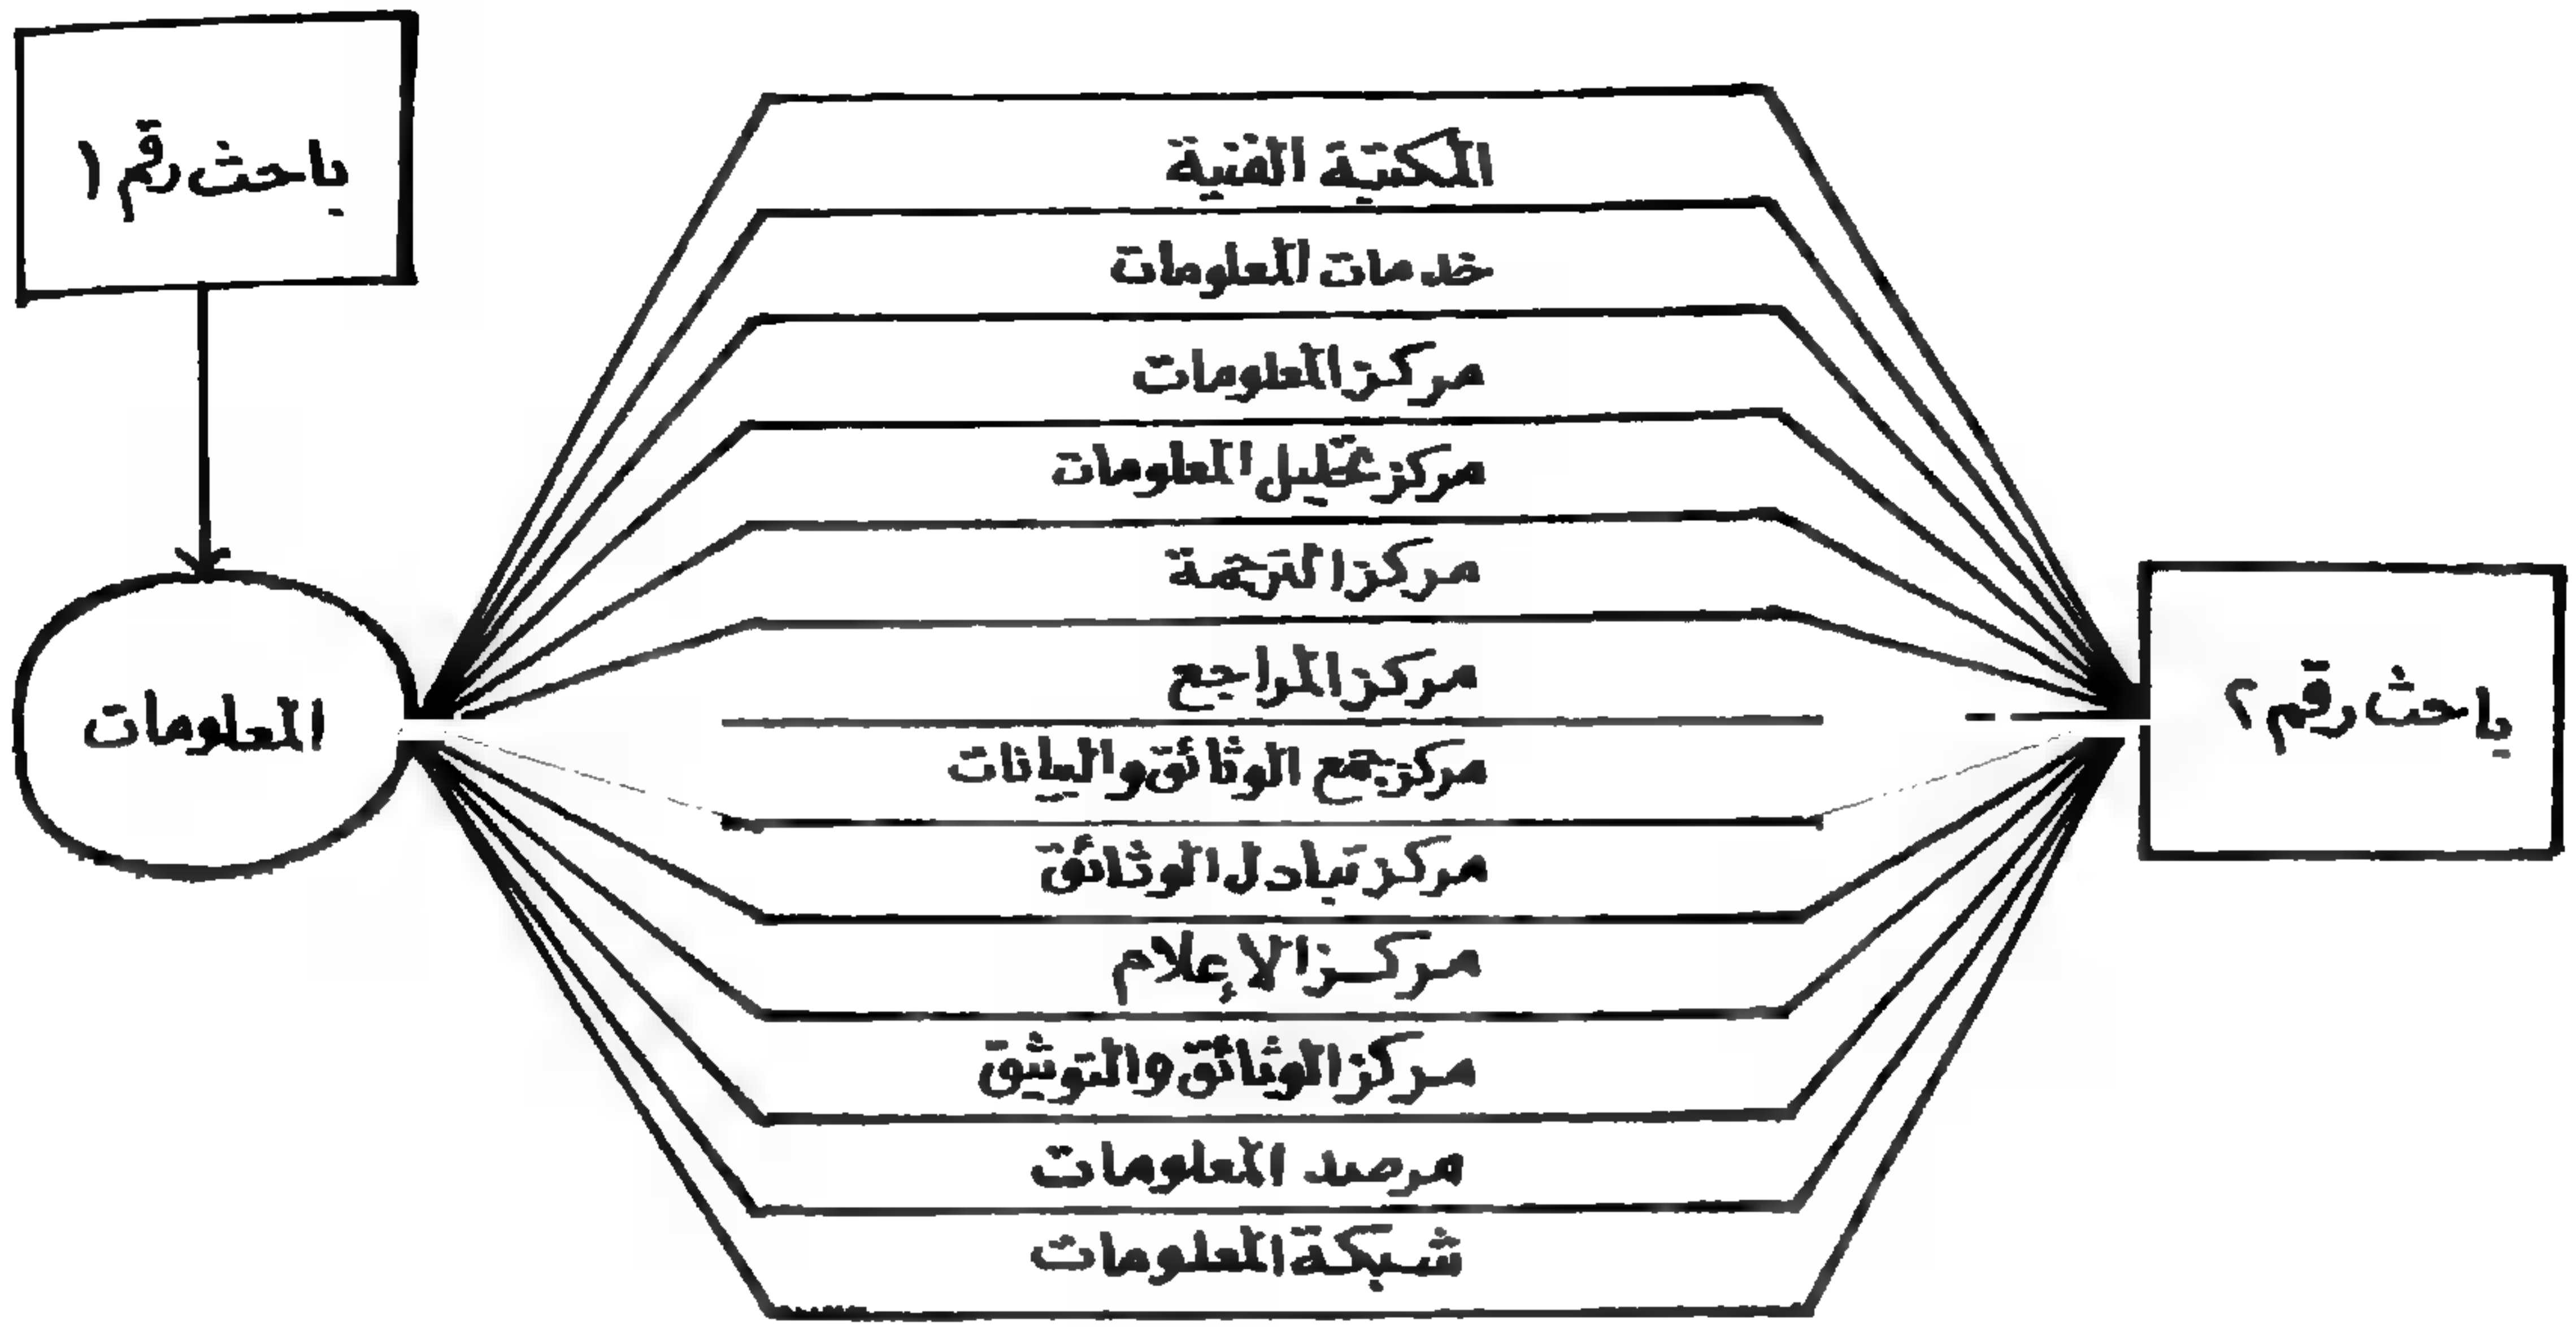 باحث رقم ١
المكتبة الفنية
خدمات المعلومات
مركز المعلومات
مركز تحليل المعلومات
مركز الترجمة
مركز المراجع
مركز جمع الوثائق والبيانات
مركز تبادل الوثائق
مركز الإعلام
مركز الوثائق والتوثيق
مرصد المعلومات
شبكة المعلومات
المعلومات
باحث رقم ٢